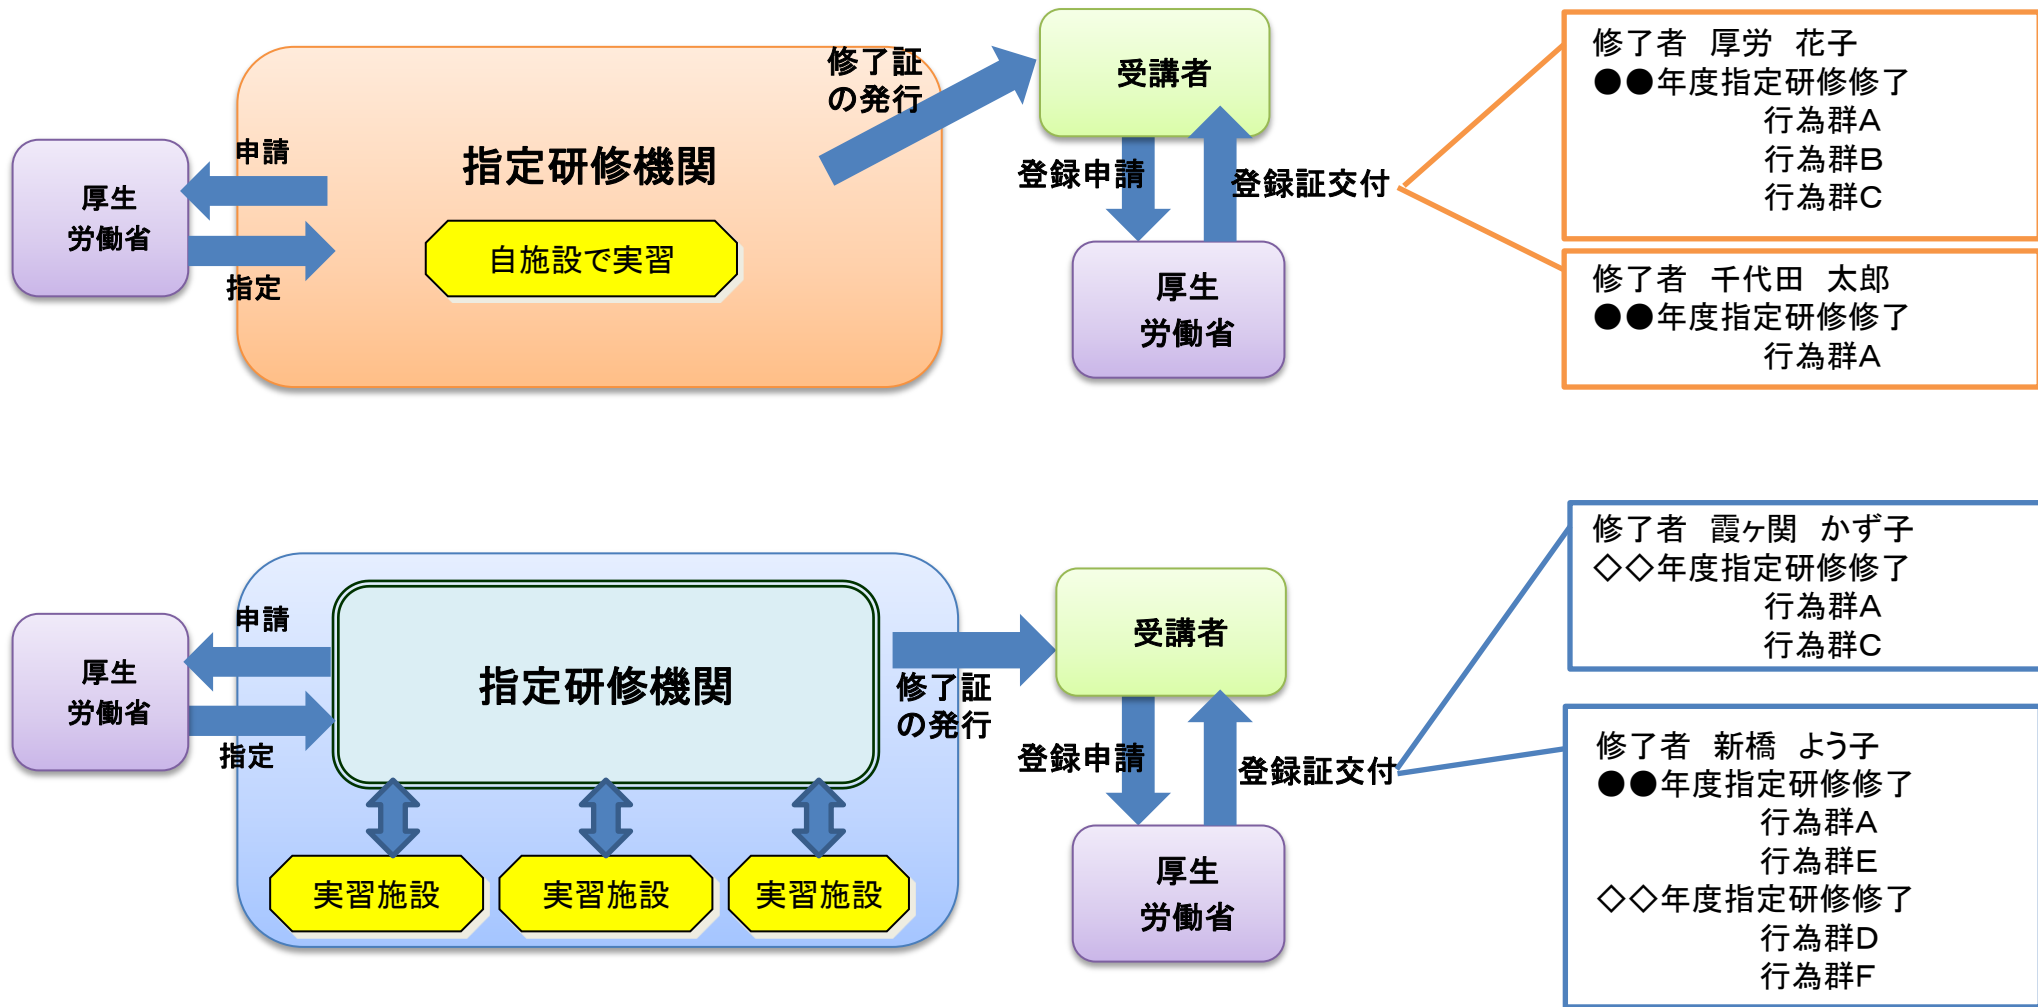 厚生
労働省
申請
指定
指定研修機関
自施設で実習
修了証
の発行
受講者
登録申請
登録証交付
厚生
労働省
修了者　厚労　花子
●●年度指定研修修了
行為群A
行為群B
行為群C
修了者　千代田　太郎
●●年度指定研修修了
行為群A
厚生
労働省
申請
指定
指定研修機関
実習施設
実習施設
実習施設
修了証
の発行
受講者
登録申請
登録証交付
厚生
労働省
修了者　霞ヶ関　かず子
◇◇年度指定研修修了
行為群A
行為群C
修了者　新橋　よう子
●●年度指定研修修了
行為群A
行為群E
◇◇年度指定研修修了
行為群D
行為群F